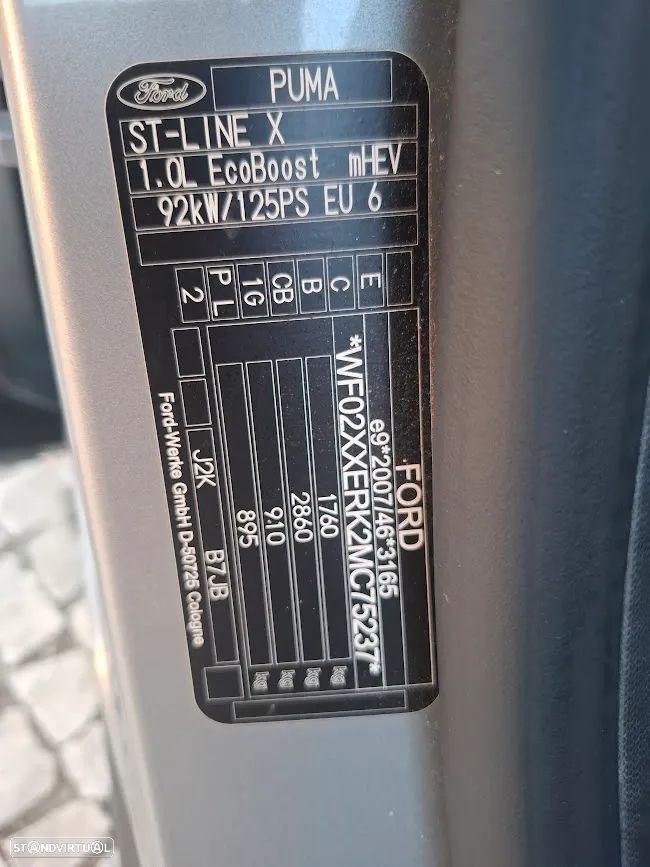 Ford PUMA
ST-LINE X
1.0L EcoBoost mHEV
92kW/125PS EU 6
2 P L 1G CB B C E
FORD
e9*2007/46*3165
*WF02XXERK2MC75237*
1760 kg
2860 kg
910 kg
895 kg
J2K B7JB
Ford-Werke GmbH D-50725 Cologne
STANDVIRTUAL